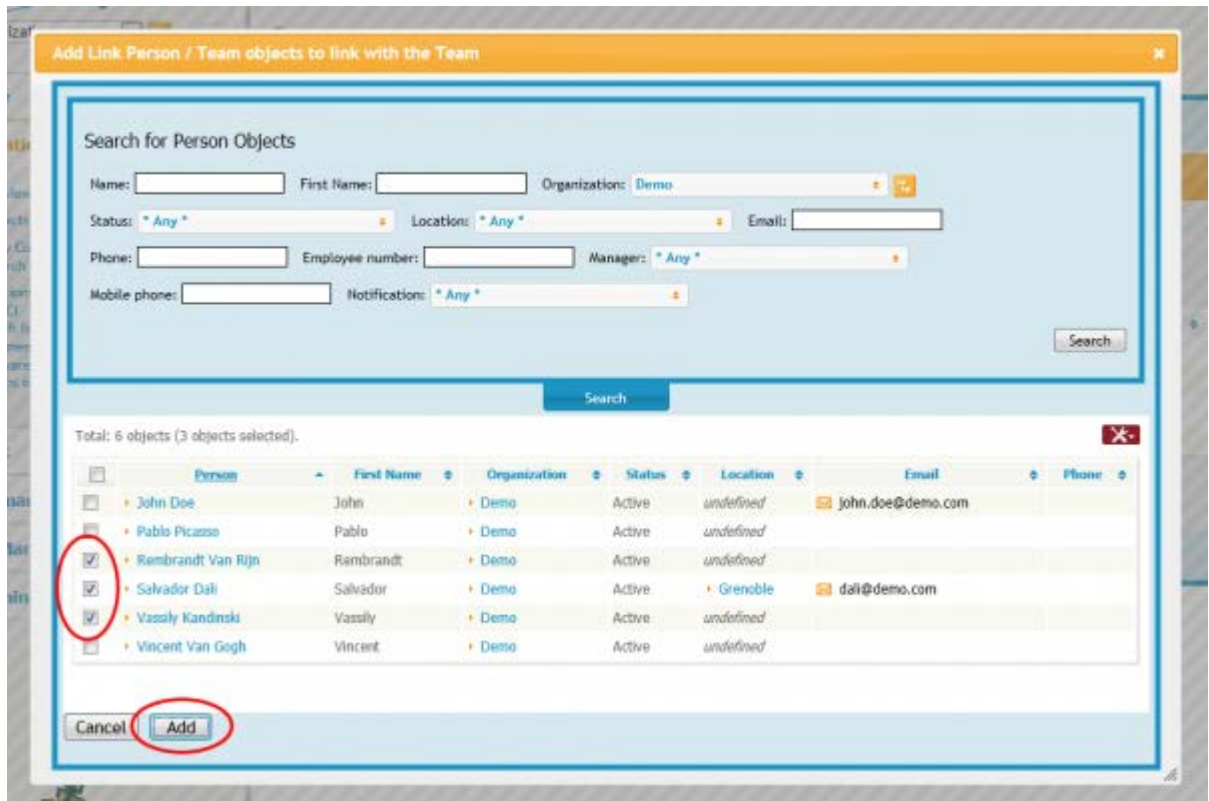 Add Link Person / Team objects to link with the Team
Search for Person Objects
Name: First Name: Organization: Demo
Status: * Any * Location: * Any * Email:
Phone: Employee number: Manager: * Any *
Mobile phone: Notification: * Any *
Search
Search
Total: 6 objects (3 objects selected).
Person First Name Organization Status Location Email Phone
John Doe John Demo Active undefined john.doe@demo.com
Pablo Picasso Pablo Demo Active undefined
Rembrandt Van Rijn Rembrandt Demo Active undefined
Salvador Dali Salvador Demo Active Grenoble dali@demo.com
Vassily Kandinski Vassily Demo Active undefined
Vincent Van Gogh Vincent Demo Active undefined
Cancel Add